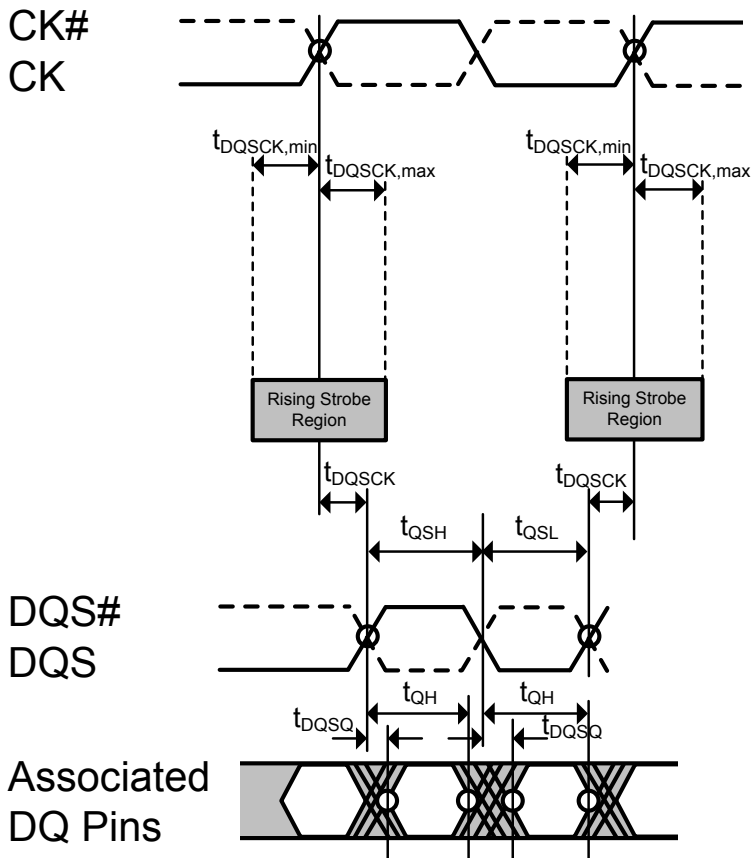 CK#
CK
tDQSCK,min
tDQSCK,max
tDQSCK,min
tDQSCK,max
Rising Strobe
Region
Rising Strobe
Region
tDQSCK
tDQSCK
tQSH
tQSL
DQS#
DQS
tQH
tQH
tDQSQ
tDQSQ
Associated
DQ Pins